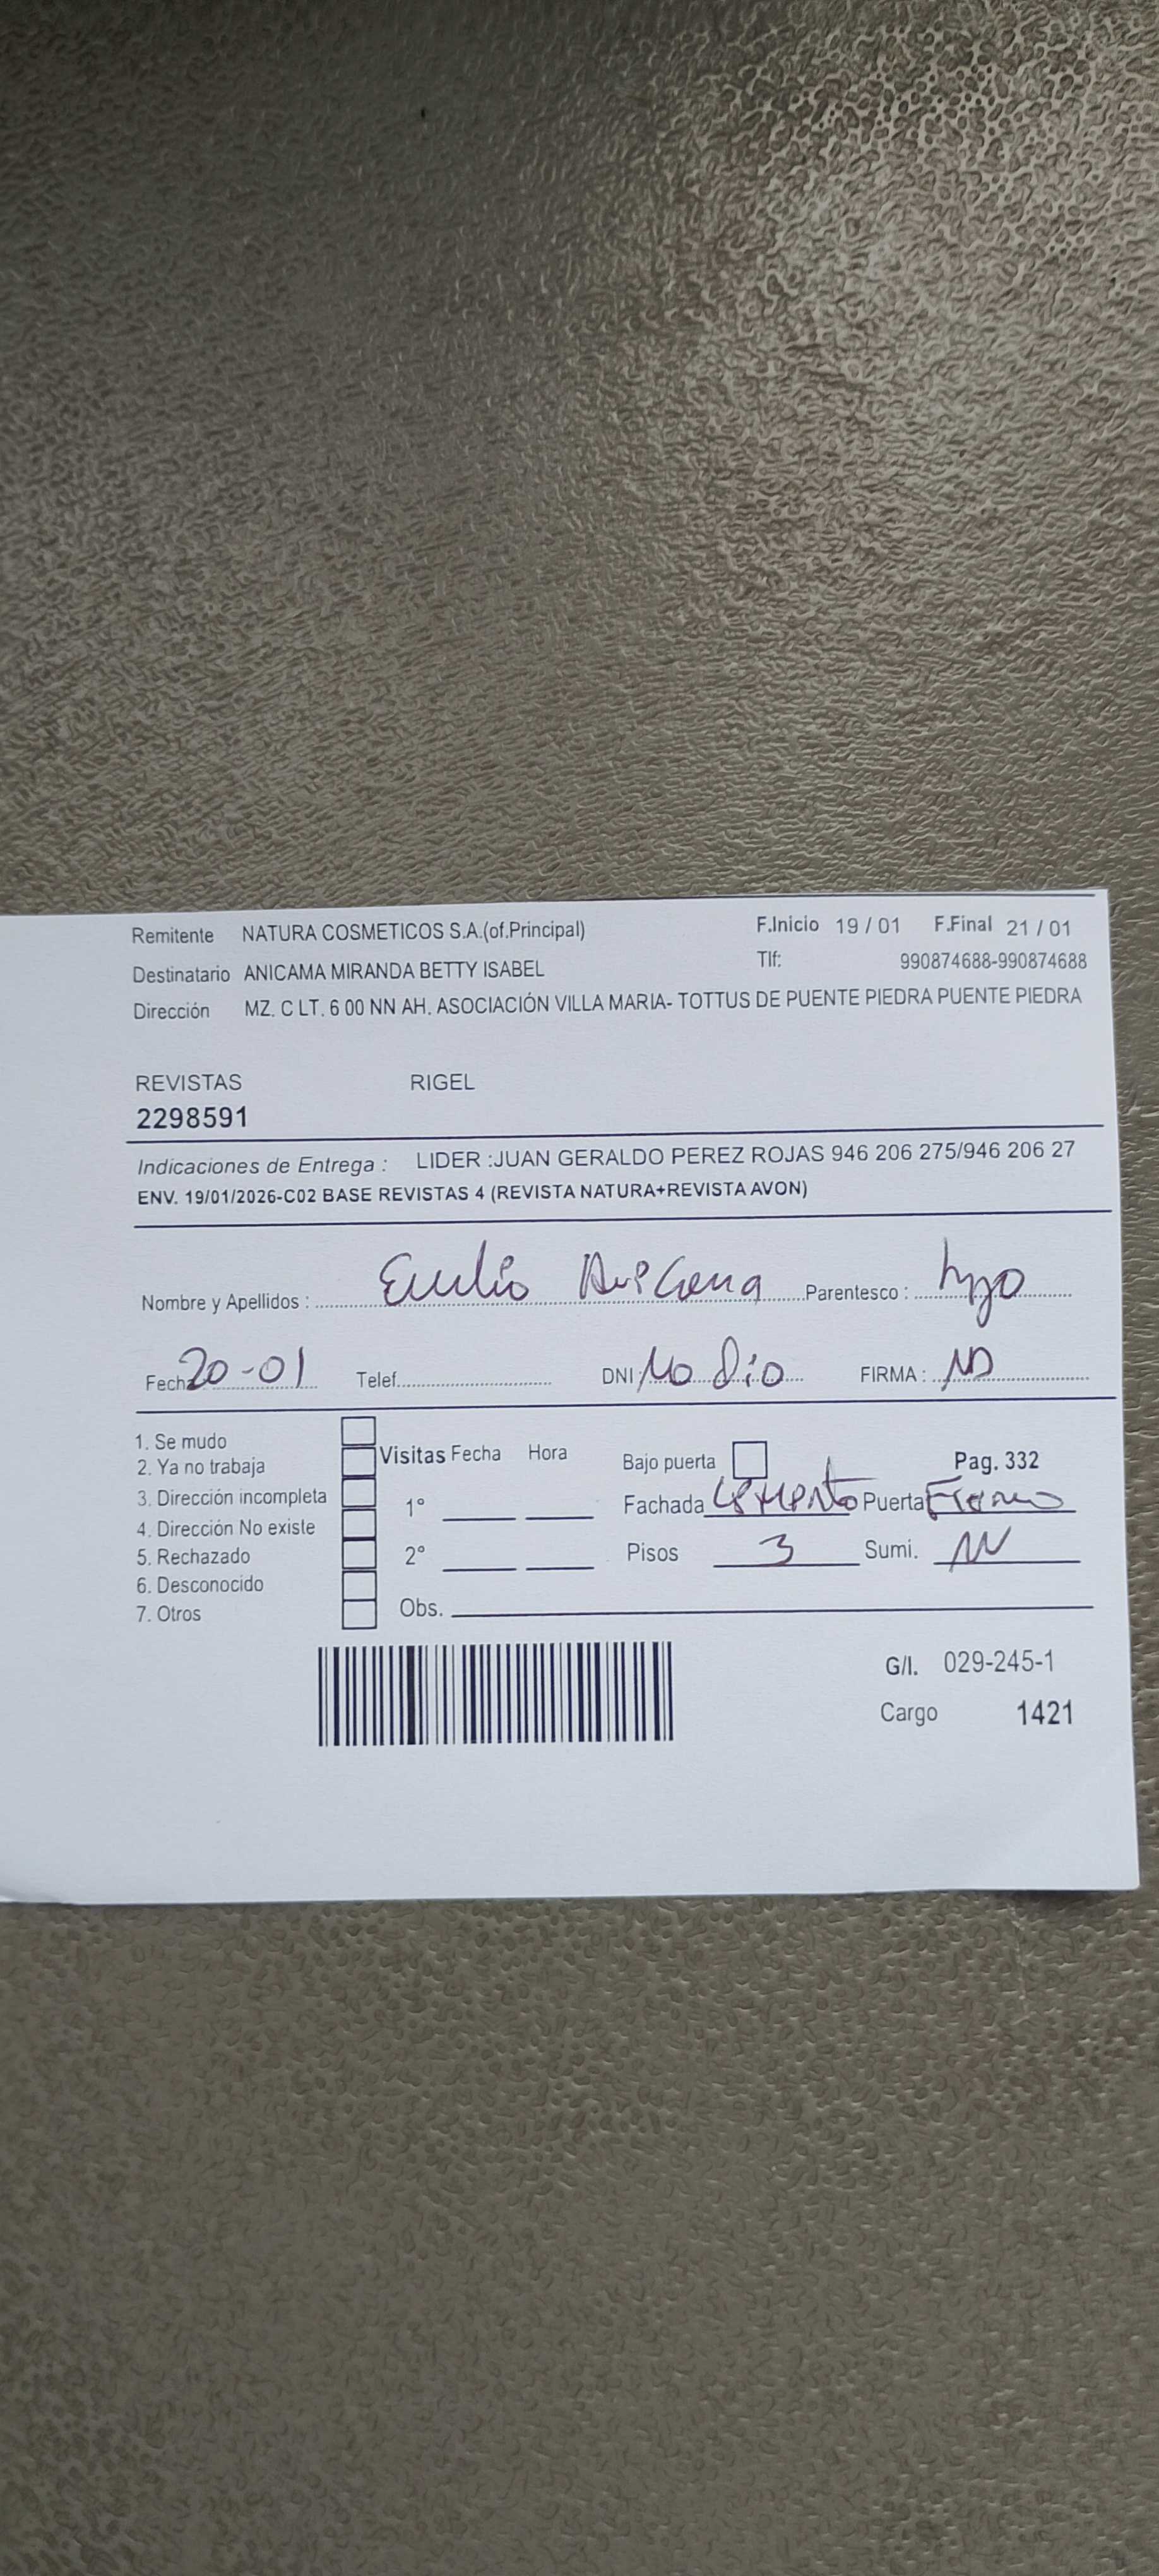 Remitente NATURA COSMETICOS S.A.(of.Principal) F.Inicio 19 / 01 F.Final 21 / 01
Destinatario ANICAMA MIRANDA BETTY ISABEL Tlf: 990874688-990874688
Dirección MZ. C LT. 6 00 NN AH. ASOCIACIÓN VILLA MARIA- TOTTUS DE PUENTE PIEDRA PUENTE PIEDRA
REVISTAS RIGEL
2298591
Indicaciones de Entrega : LIDER :JUAN GERALDO PEREZ ROJAS 946 206 275/946 206 27
ENV. 19/01/2026-C02 BASE REVISTAS 4 (REVISTA NATURA+REVISTA AVON)
Nombre y Apellidos : Emilio Parentesco : hijo
Fech 20-01 Telef. DNI: No dio FIRMA : ND
1. Se mudo
2. Ya no trabaja Visitas Fecha Hora Bajo puerta Pag. 332
3. Dirección incompleta 1° Fachada cemento Puerta Fierro
4. Dirección No existe
5. Rechazado 2° Pisos 3 Sumi.
6. Desconocido
7. Otros Obs.
G/I. 029-245-1
Cargo 1421